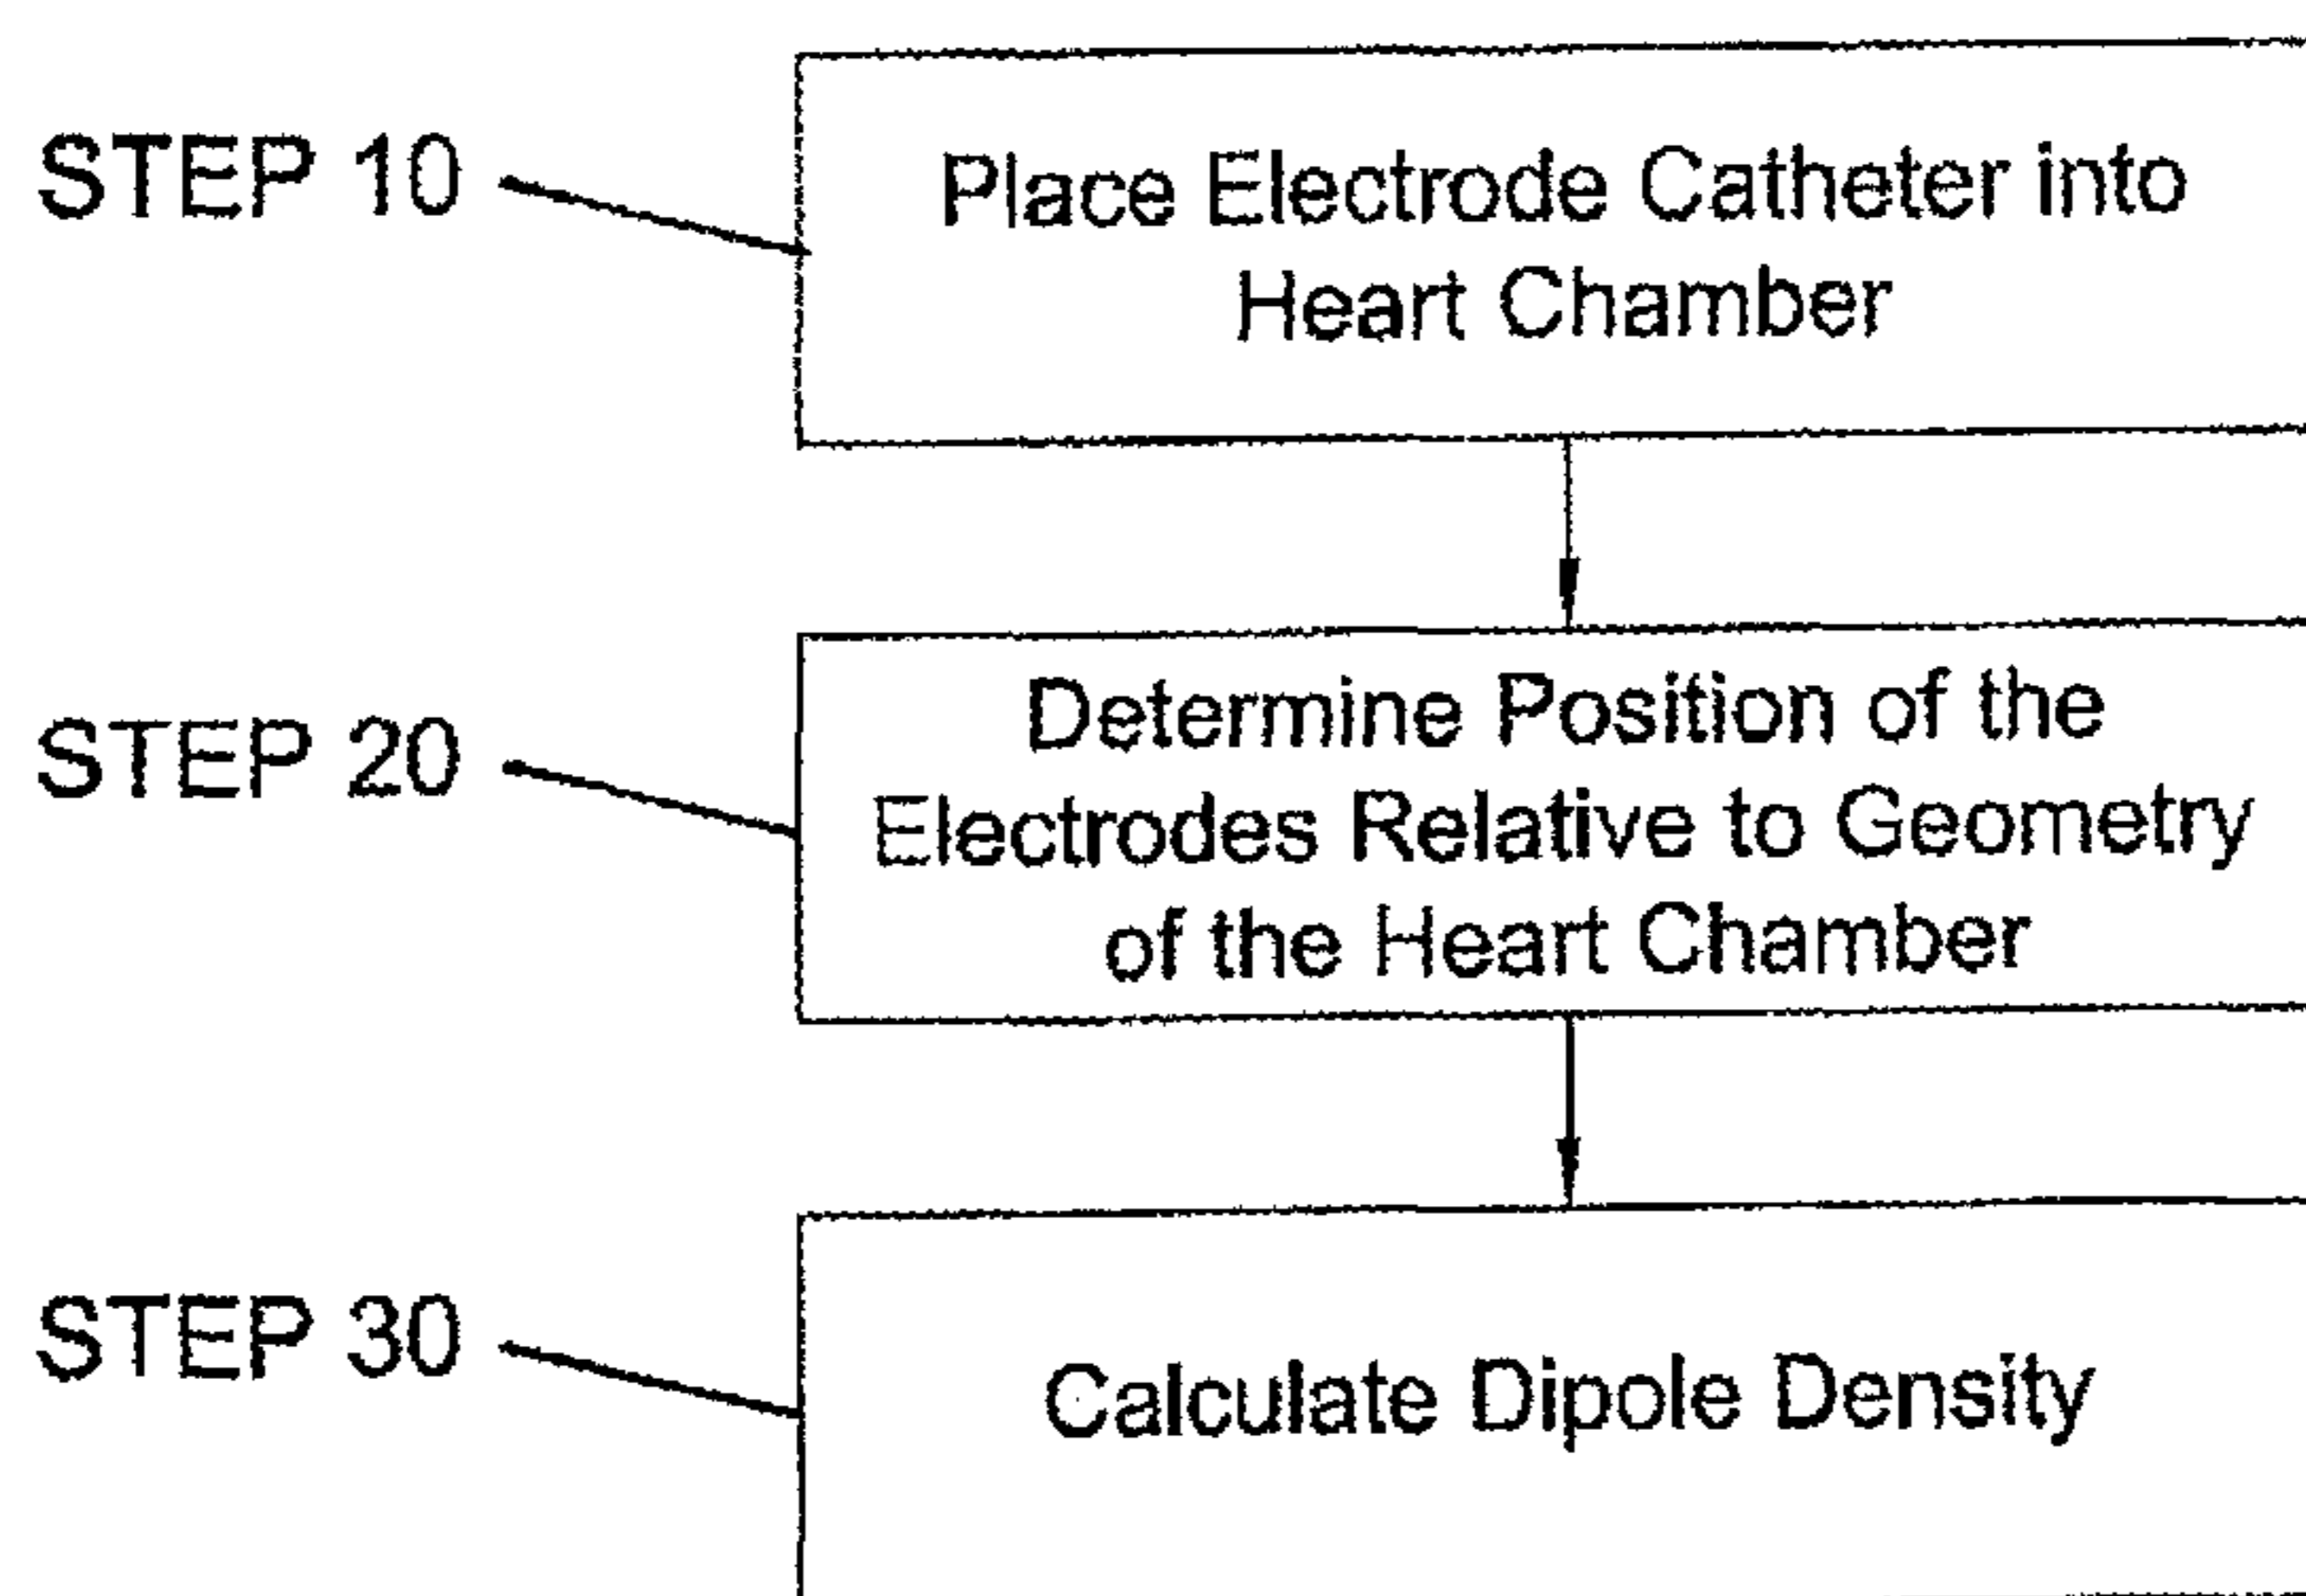 STEP 10
Place Electrode Catheter into
Heart Chamber
STEP 20
Determine Position of the
Electrodes Relative to Geometry
of the Heart Chamber
STEP 30
Calculate Dipole Density